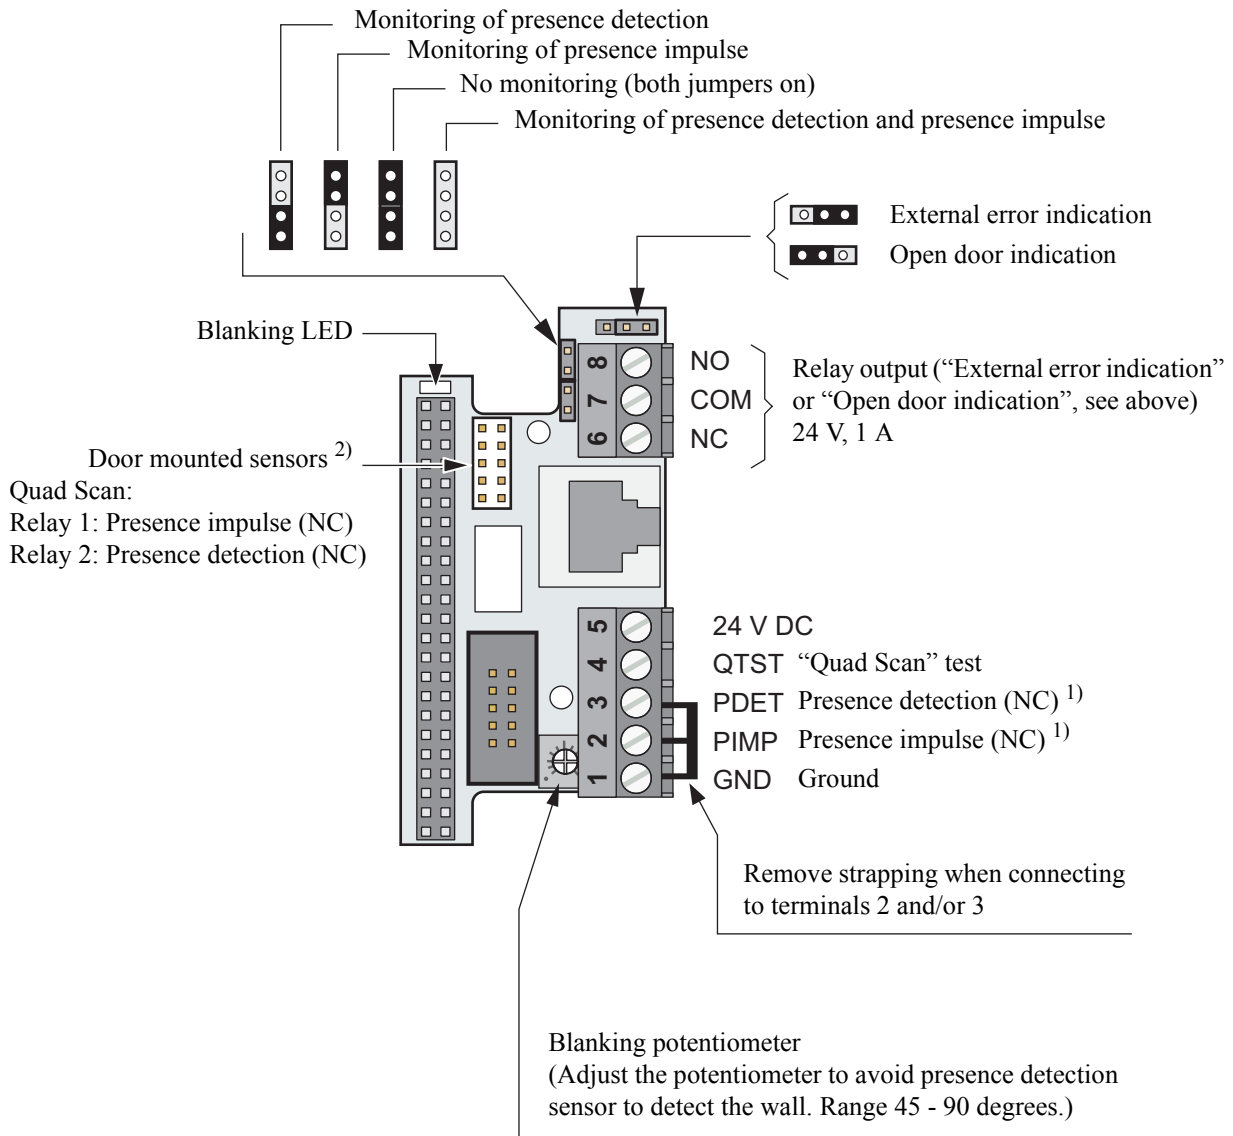 Monitoring of presence detection
Monitoring of presence impulse
No monitoring (both jumpers on)
Monitoring of presence detection and presence impulse
External error indication
Open door indication
Blanking LED
8 NO
7 COM
6 NC
Relay output (“External error indication”
or “Open door indication”, see above)
24 V, 1 A
Door mounted sensors 2)
Quad Scan:
Relay 1: Presence impulse (NC)
Relay 2: Presence detection (NC)
5 24 V DC
4 QTST “Quad Scan” test
3 PDET Presence detection (NC) 1)
2 PIMP Presence impulse (NC) 1)
1 GND Ground
Remove strapping when connecting
to terminals 2 and/or 3
Blanking potentiometer
(Adjust the potentiometer to avoid presence detection
sensor to detect the wall. Range 45 - 90 degrees.)